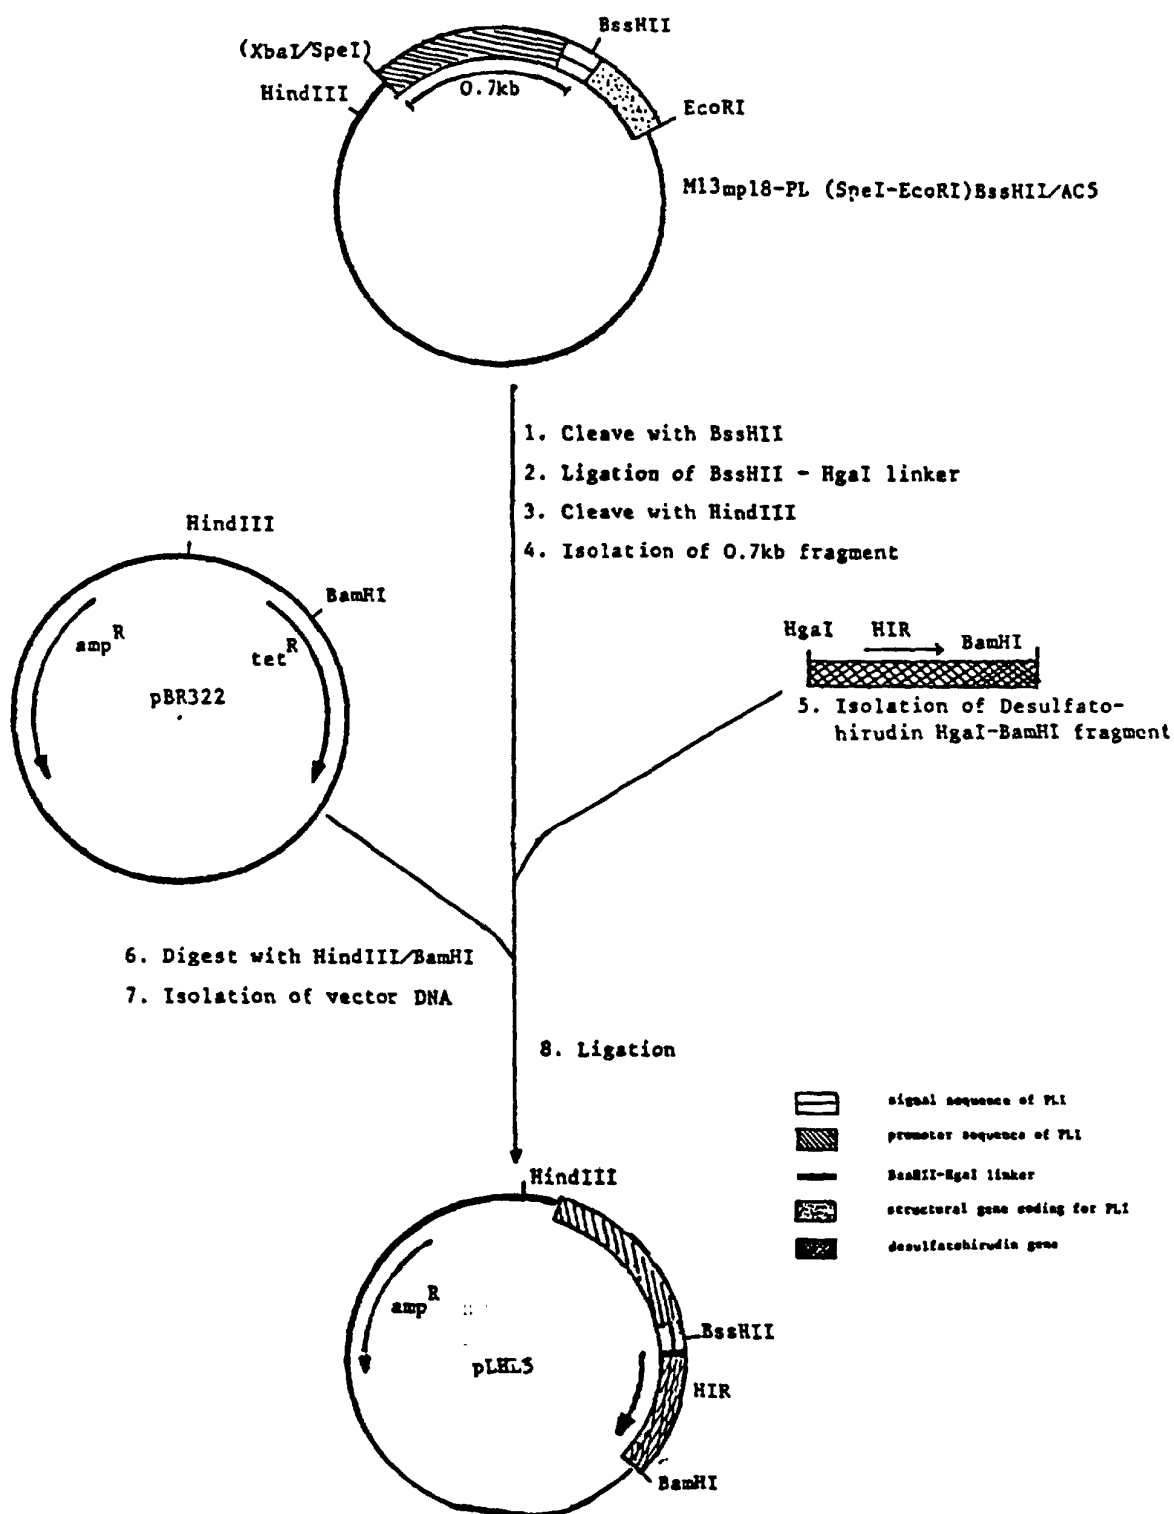 BssHII
(XbaI/SpeI)
0.7kb
HindIII
EcoRI
M13mp18-PL (SpeI-EcoRI)BssHII/AC5
1. Cleave with BssHII
2. Ligation of BssHII - HgaI linker
3. Cleave with HindIII
4. Isolation of 0.7kb fragment
HindIII
BamHI
amp^R
tet^R
pBR322
HgaI HIR BamHI
5. Isolation of Desulfato-
hirudin HgaI-BamHI fragment
6. Digest with HindIII/BamHI
7. Isolation of vector DNA
8. Ligation
signal sequence of PLI
promoter sequence of PLI
BssHII-HgaI linker
structural gene coding for PLI
desulfatohirudin gene
HindIII
amp^R
BssHII
pLHL3
HIR
BamHI